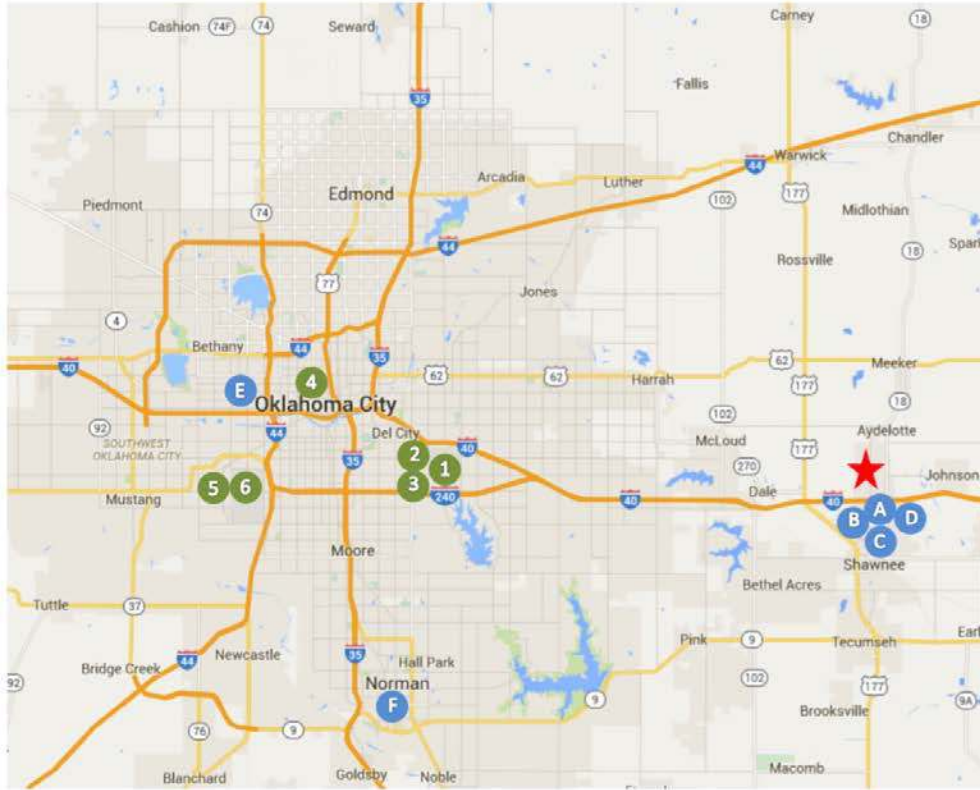 Cashion 74F 74 Seward Carney 18
35 Fallis
Chandler
Warwick
44
Arcadia Luther 177
Edmond 102
Piedmont 74 Midlothian
44 18
Rossville
77 Jones
4
Bethany 44 35
40 62 62 62 Meeker
177
E 4 Harrah
Oklahoma City 18
92 44 Del City 102 Aydelotte
SOUTHWEST
OKLAHOMA CITY
35 2 40 McLoud 177
1 270 Johnson
Mustang 5 6 3 240 40 Dale 40 A
B D
C
Moore Shawnee
Bethel Acres
Tuttle 37
Pink 9 Tecumseh
Bridge Creek 44 Newcastle 35 Hall Park
92 Norman 102 177
F 9 9A
Brooksville
76 9
Macomb
Blanchard Goldsby Noble